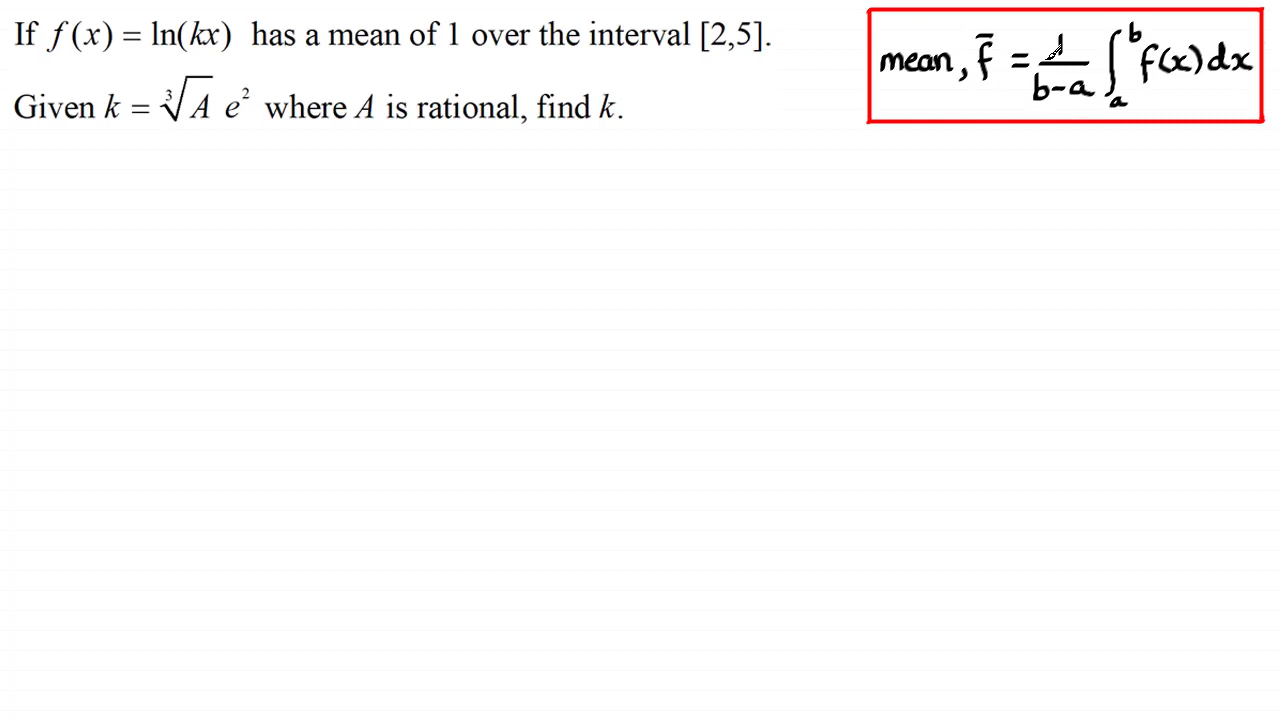 If f(x) = ln(kx) has a mean of 1 over the interval [2,5].
Given k = ∛A e² where A is rational, find k.
mean, f̄ = 1/(b-a) ∫ₐᵇ f(x)dx